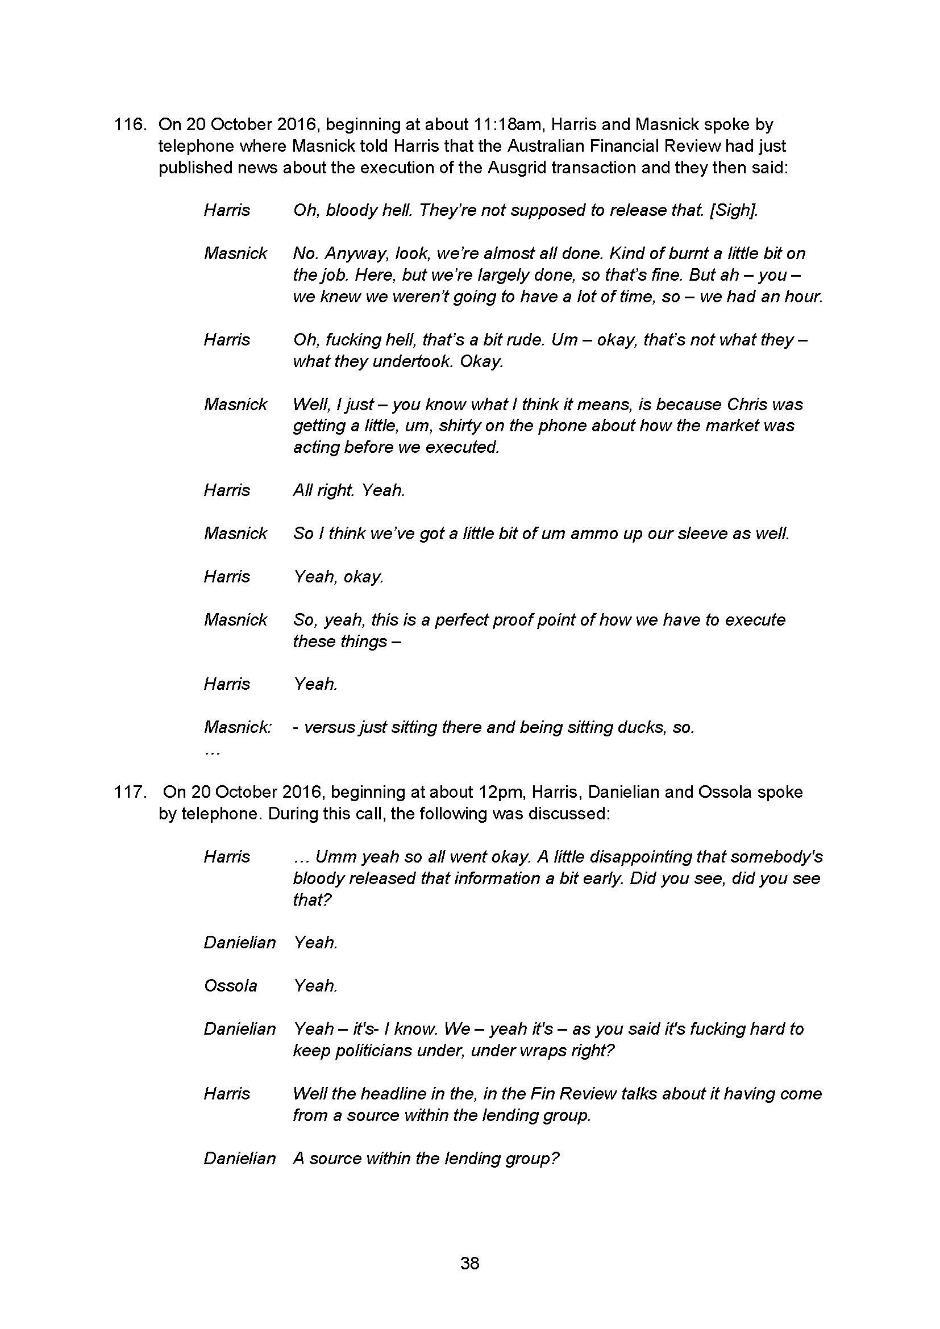 116. On 20 October 2016, beginning at about 11:18am, Harris and Masnick spoke by
telephone where Masnick told Harris that the Australian Financial Review had just
published news about the execution of the Ausgrid transaction and they then said:
Harris Oh, bloody hell. They're not supposed to release that. [Sigh].
Masnick No. Anyway, look, we're almost all done. Kind of burnt a little bit on
the job. Here, but we're largely done, so that's fine. But ah – you –
we knew we weren't going to have a lot of time, so – we had an hour.
Harris Oh, fucking hell, that's a bit rude. Um – okay, that's not what they –
what they undertook. Okay.
Masnick Well, I just – you know what I think it means, is because Chris was
getting a little, um, shirty on the phone about how the market was
acting before we executed.
Harris All right. Yeah.
Masnick So I think we've got a little bit of um ammo up our sleeve as well.
Harris Yeah, okay.
Masnick So, yeah, this is a perfect proof point of how we have to execute
these things –
Harris Yeah.
Masnick: - versus just sitting there and being sitting ducks, so.
…
117. On 20 October 2016, beginning at about 12pm, Harris, Danielian and Ossola spoke
by telephone. During this call, the following was discussed:
Harris … Umm yeah so all went okay. A little disappointing that somebody's
bloody released that information a bit early. Did you see, did you see
that?
Danielian Yeah.
Ossola Yeah.
Danielian Yeah – it's- I know. We – yeah it's – as you said it's fucking hard to
keep politicians under, under wraps right?
Harris Well the headline in the, in the Fin Review talks about it having come
from a source within the lending group.
Danielian A source within the lending group?
38